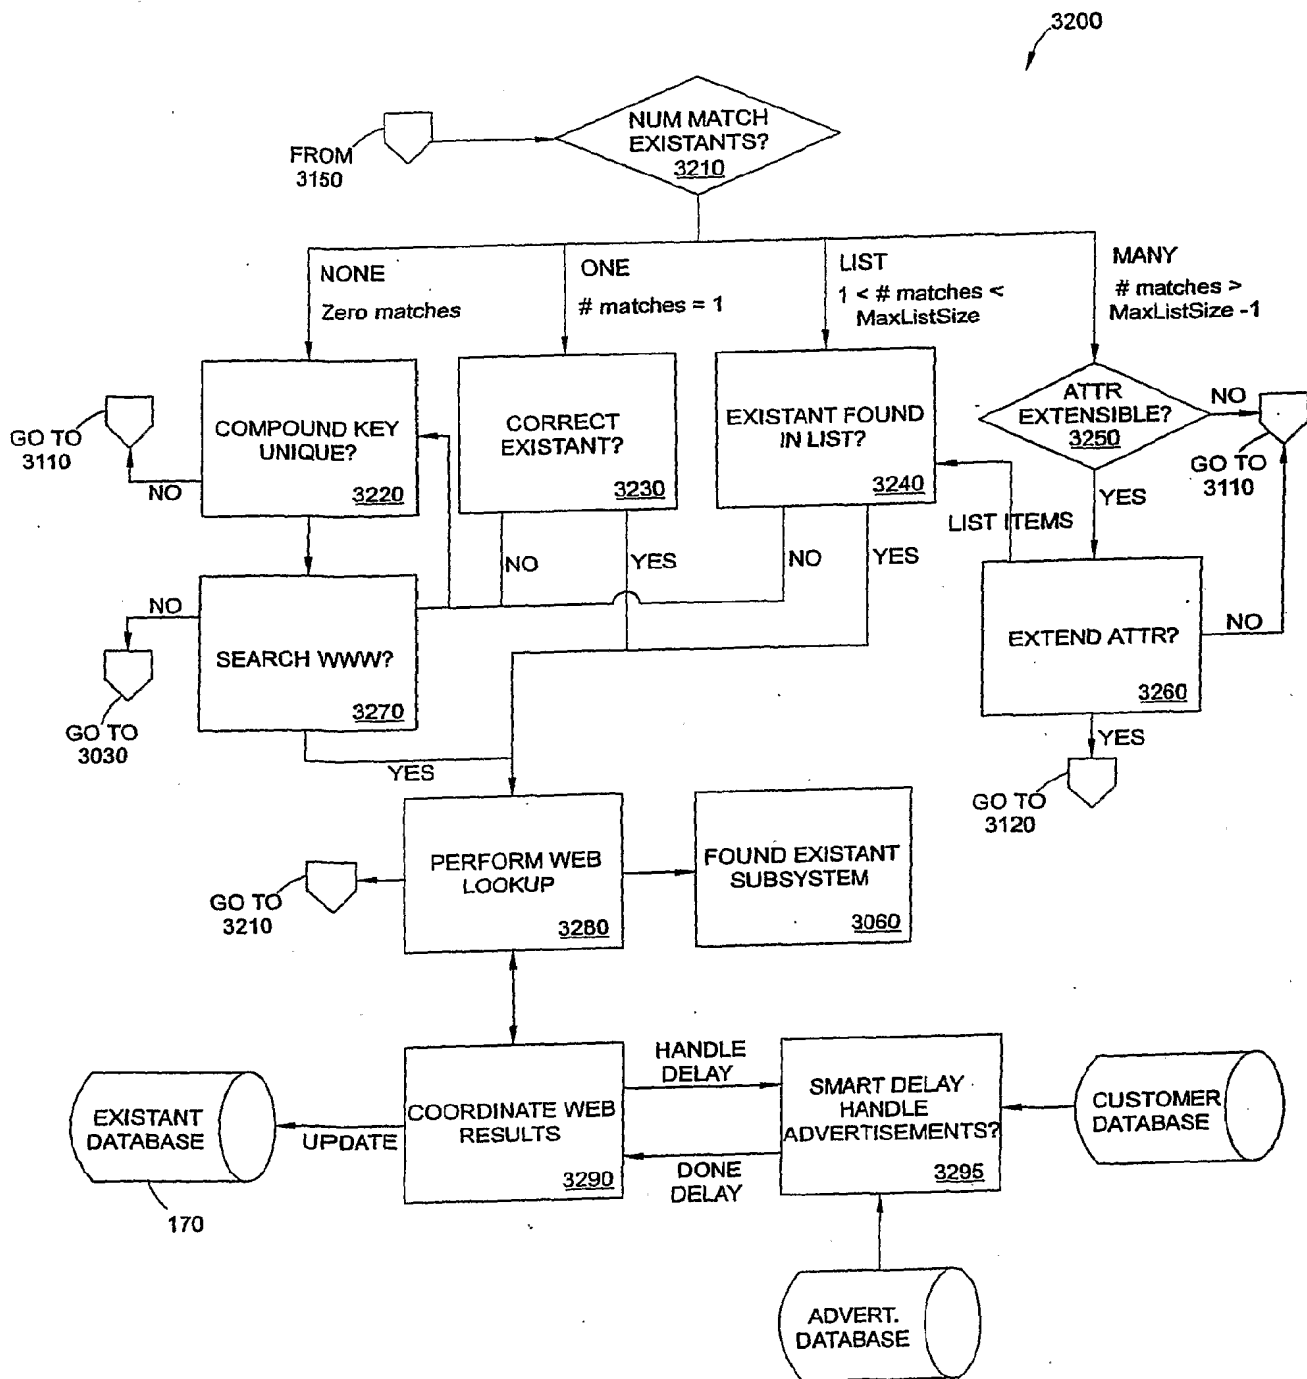 3200
NUM MATCH
EXISTANTS?
3210
FROM
3150
NONE
Zero matches
ONE
# matches = 1
LIST
1 < # matches <
MaxListSize
MANY
# matches >
MaxListSize -1
GO TO
3110
NO
COMPOUND KEY
UNIQUE?
3220
CORRECT
EXISTANT?
3230
EXISTANT FOUND
IN LIST?
3240
ATTR
EXTENSIBLE?
3250
NO
GO TO
3110
YES
LIST ITEMS
NO
YES
NO
YES
NO
GO TO
3030
SEARCH WWW?
3270
YES
EXTEND ATTR?
3260
NO
YES
GO TO
3120
GO TO
3210
PERFORM WEB
LOOKUP
3280
FOUND EXISTANT
SUBSYSTEM
3060
EXISTANT
DATABASE
170
UPDATE
COORDINATE WEB
RESULTS
3290
HANDLE
DELAY
DONE
DELAY
SMART DELAY
HANDLE
ADVERTISEMENTS?
3295
CUSTOMER
DATABASE
ADVERT.
DATABASE